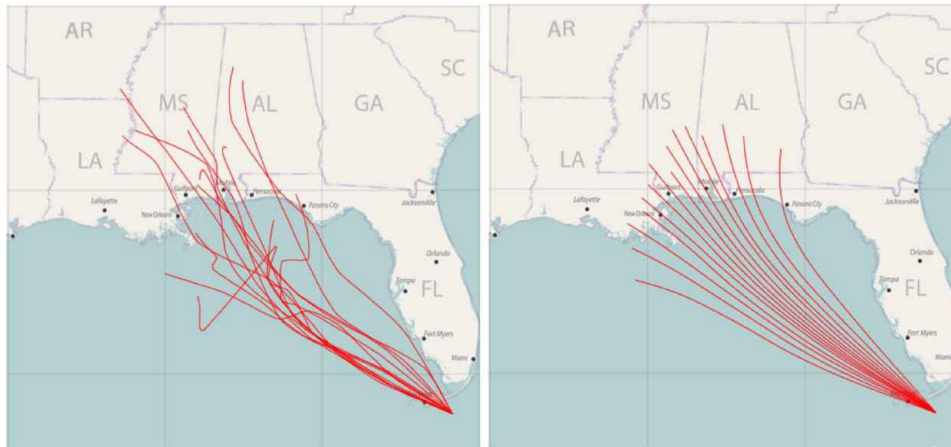 AR
SC
MS
AL
GA
LA
Gulfport
Mobile
Pensacola
Lafayette
New Orleans
Panama City
Jacksonville
Orlando
Tampa
FL
Fort Myers
Miami
AR
SC
MS
AL
GA
LA
Gulfport
Mobile
Pensacola
Lafayette
New Orleans
Panama City
Jacksonville
Orlando
Tampa
FL
Fort Myers
Miami